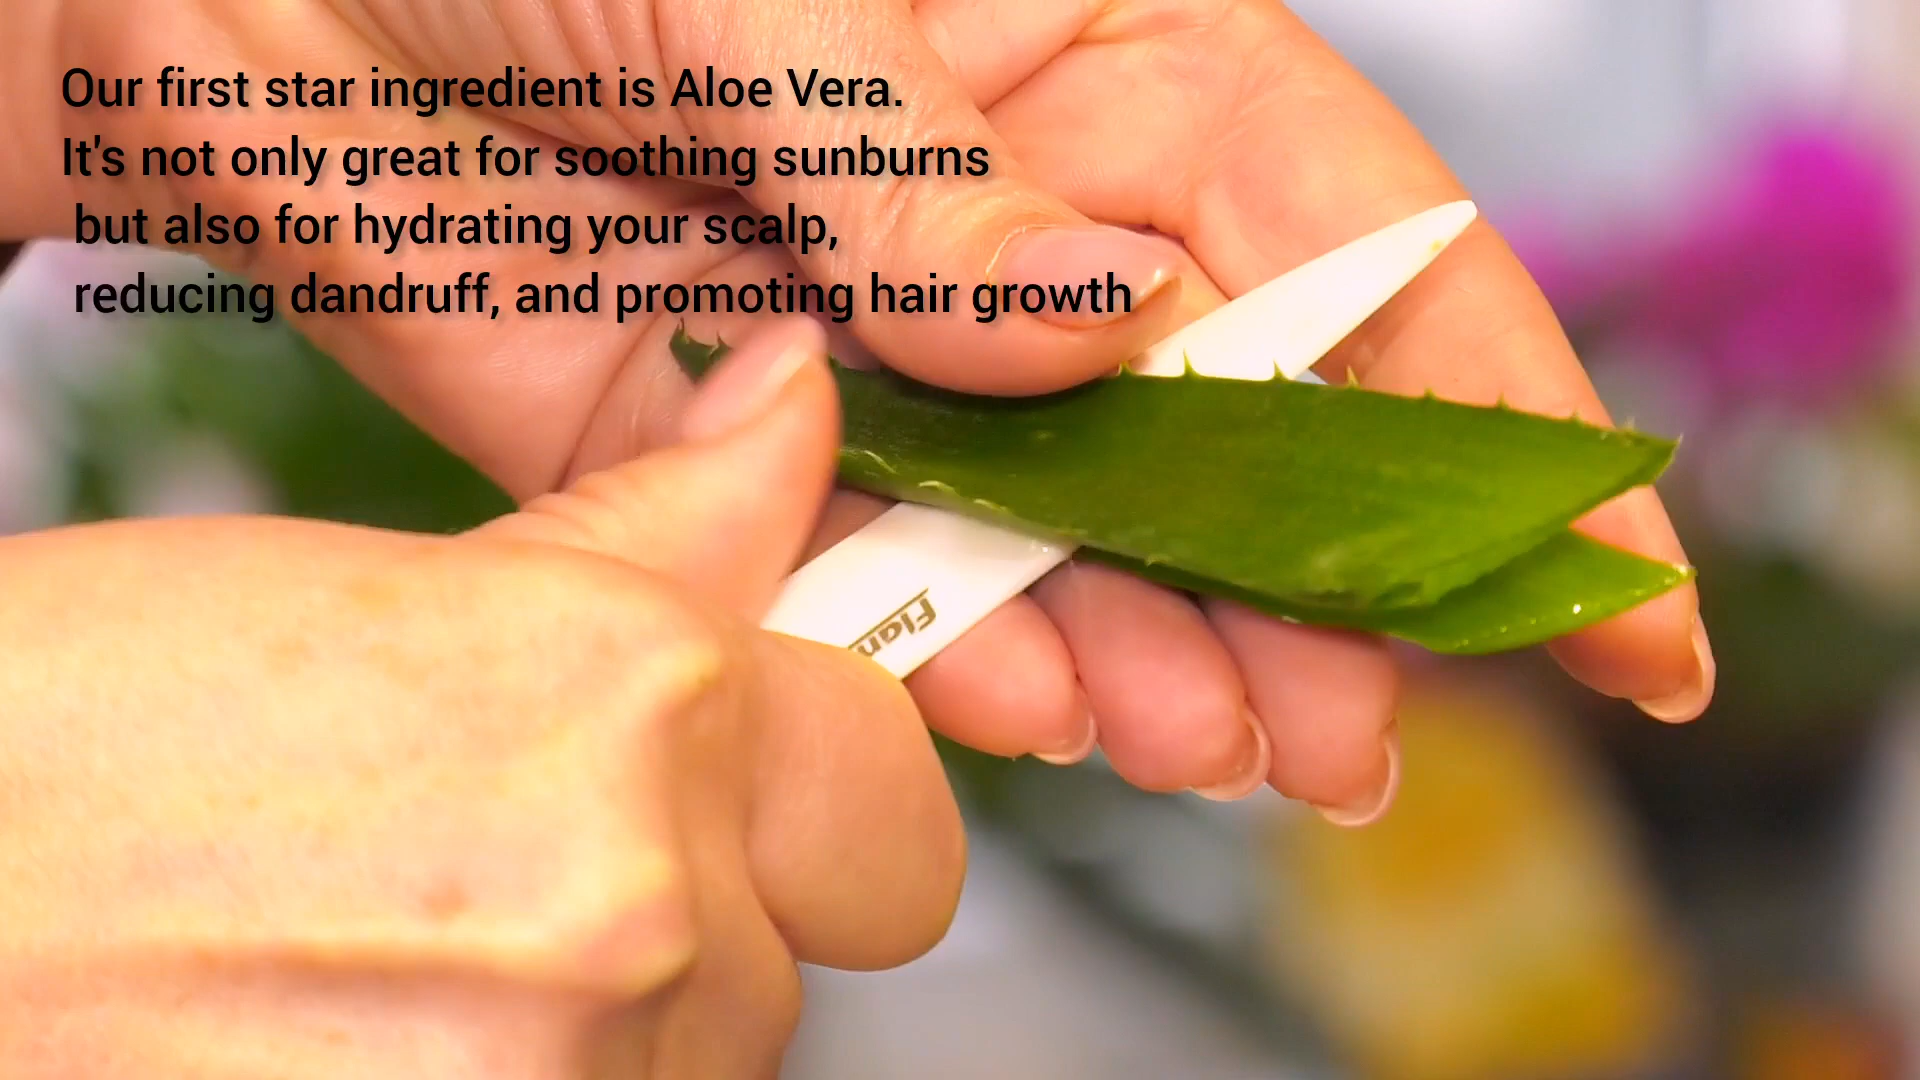 Our first star ingredient is Aloe Vera.
It's not only great for soothing sunburns
but also for hydrating your scalp,
reducing dandruff, and promoting hair growth
Flan